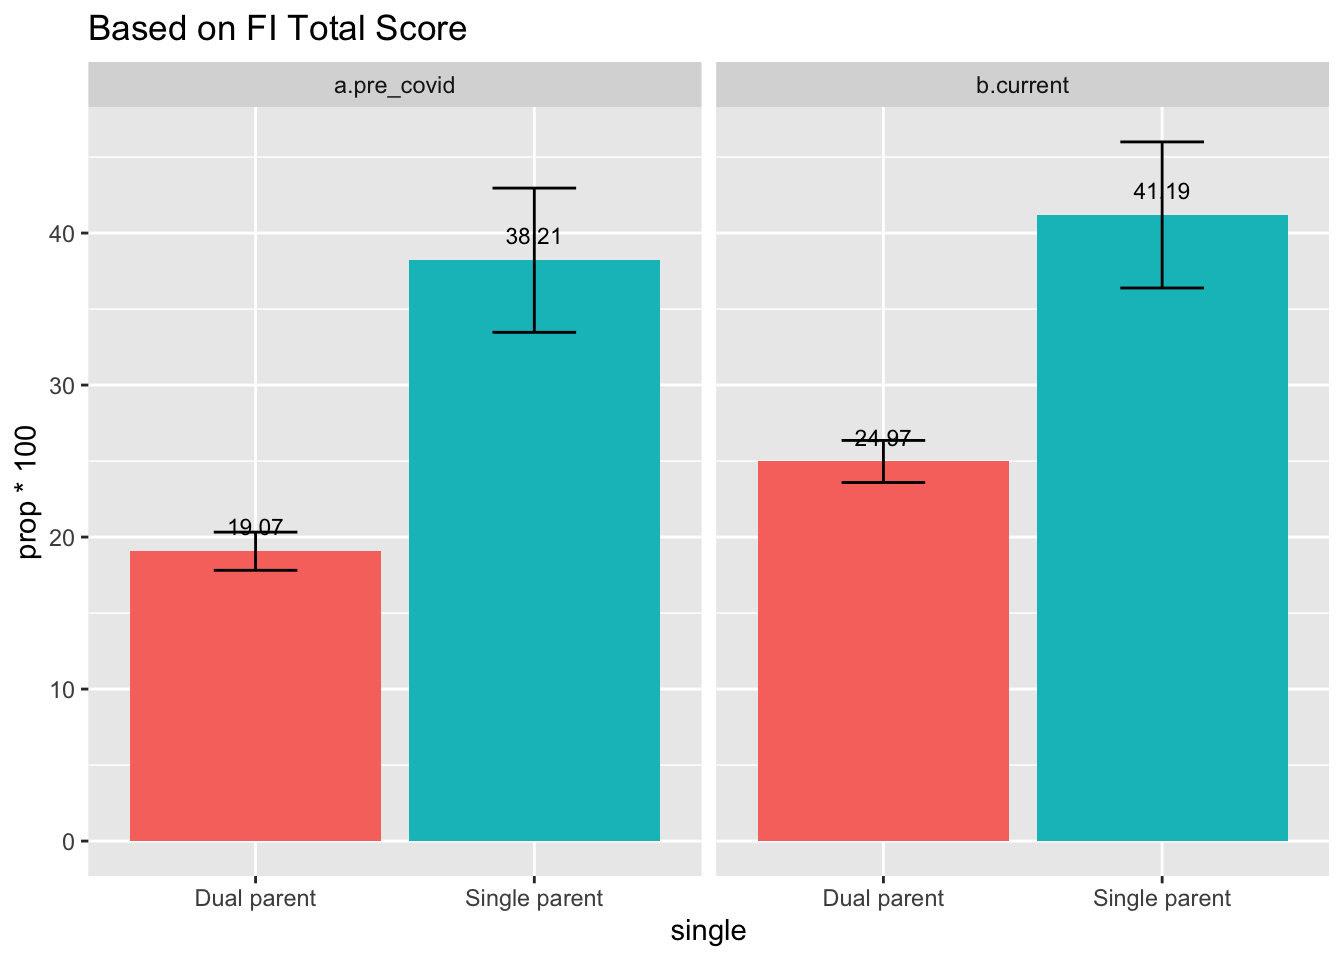 Based on FI Total Score
a.pre_covid
b.current
prop * 100
40
30
20
10
0
19.07
38.21
24.97
41.19
Dual parent
Single parent
Dual parent
Single parent
single